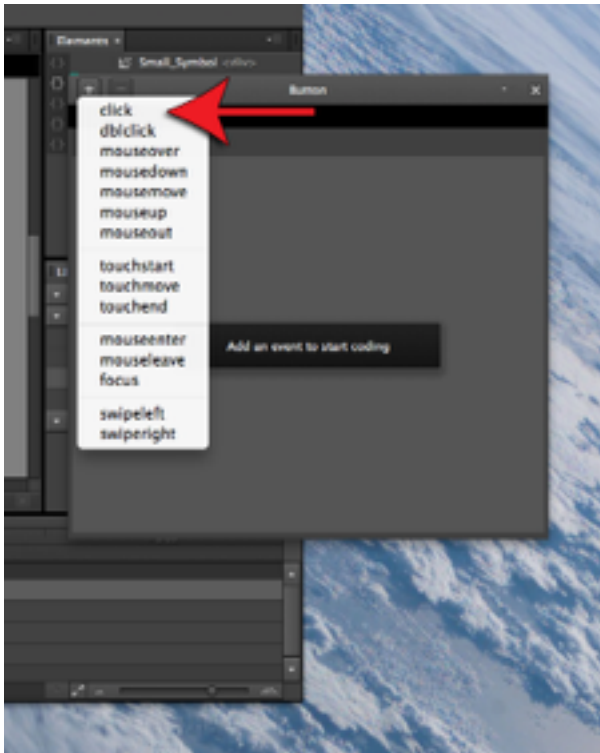 Elements
Small_Symbol <div>
Button
click
dblclick
mouseover
mousedown
mousemove
mouseup
mouseout
touchstart
touchmove
touchend
mouseenter
mouseleave
focus
swipeleft
swiperight
Add an event to start coding